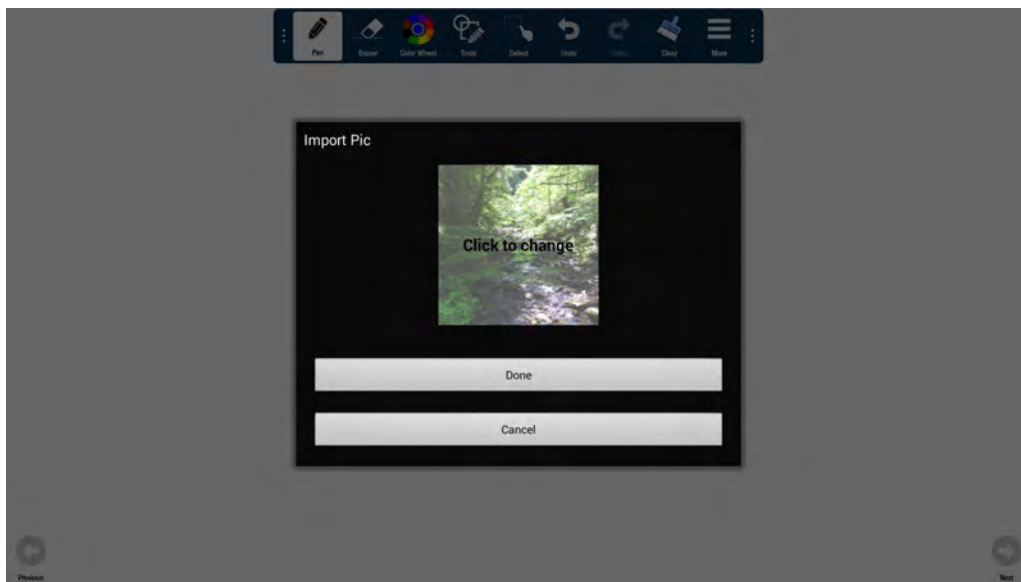 Pen
Eraser
Color Wheel
Tools
Select
Undo
Clear
More
Import Pic
Click to change
Done
Cancel
Previous
Next